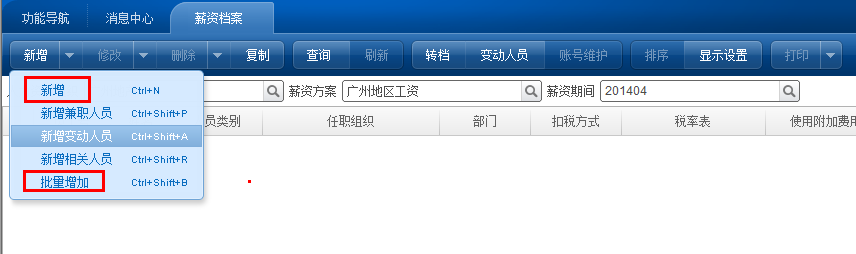 功能导航 消息中心 薪资档案
新增 修改 删除 复制 查询 刷新 转档 变动人员 账号维护 排序 显示设置 打印
薪资方案 广州地区工资 薪资期间 201404
员类别 任职组织 部门 扣税方式 税率表 使用附加费用
新增 Ctrl+N
新增兼职人员 Ctrl+Shift+P
新增变动人员 Ctrl+Shift+A
新增相关人员 Ctrl+Shift+R
批量增加 Ctrl+Shift+B